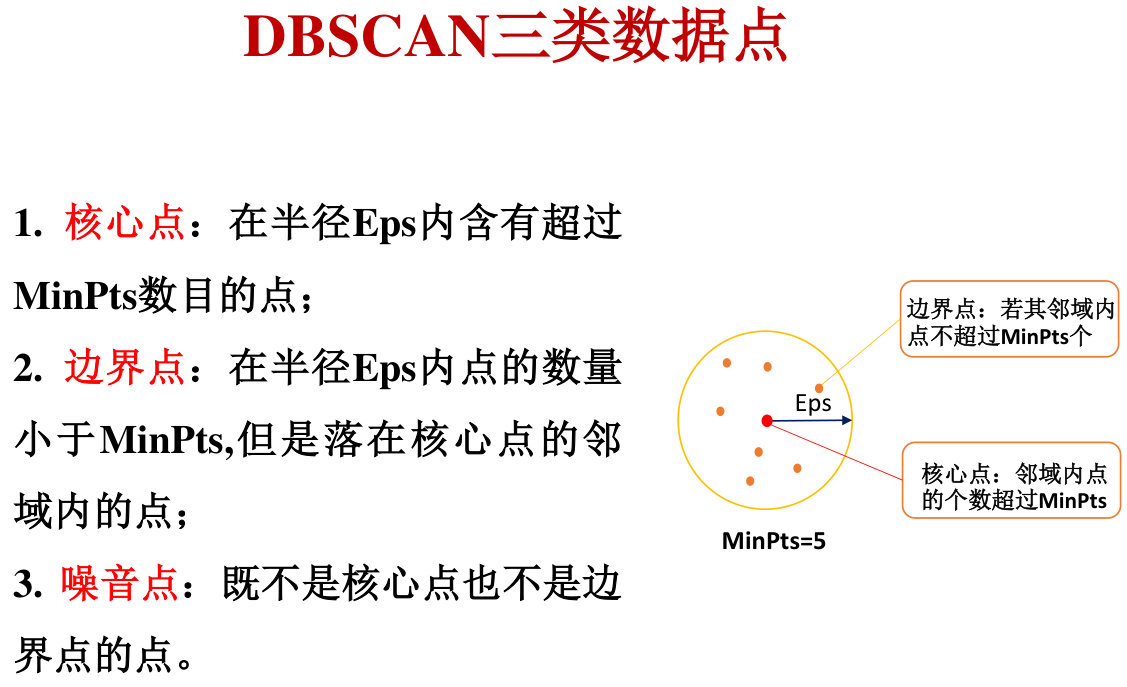 DBSCAN三类数据点
1. 核心点：在半径Eps内含有超过
MinPts数目的点；
2. 边界点：在半径Eps内点的数量
小于MinPts,但是落在核心点的邻
域内的点；
3. 噪音点：既不是核心点也不是边
界点的点。
边界点：若其邻域内
点不超过MinPts个
Eps
核心点：邻域内点
的个数超过MinPts
MinPts=5